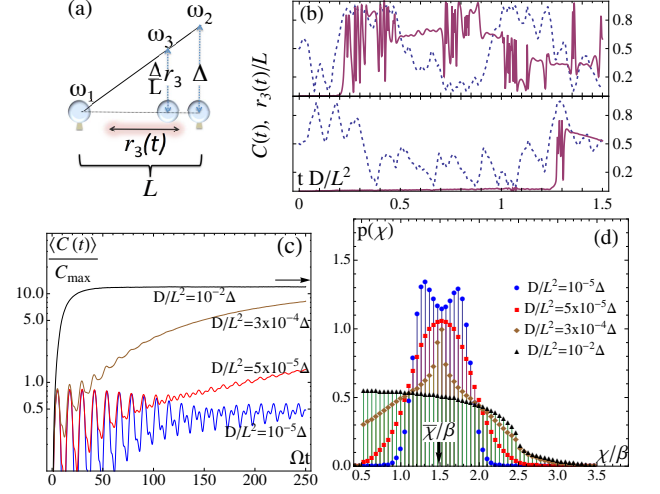 (a)
ω2
ω3
ω1
Δ/L r3
Δ
r3(t)
L
(b)
C(t), r3(t)/L
0.8
0.5
0.2
0.8
0.5
0.2
t D/L²
0
0.5
1.0
1.5
(c)
⟨C(t)⟩
Cmax
10.0
1.0
0.5
D/L²=10⁻²Δ
D/L²=3x10⁻⁴Δ
D/L²=5x10⁻⁵Δ
D/L²=10⁻⁵Δ
0
50
100
150
200
250
Ωt
(d)
p(χ)
1.5
1.0
0.5
0.0
D/L²=10⁻⁵Δ
D/L²=5x10⁻⁵Δ
D/L²=3x10⁻⁴Δ
D/L²=10⁻²Δ
χ̅/β
0.5
1.0
1.5
2.0
2.5
3.0
3.5
χ/β